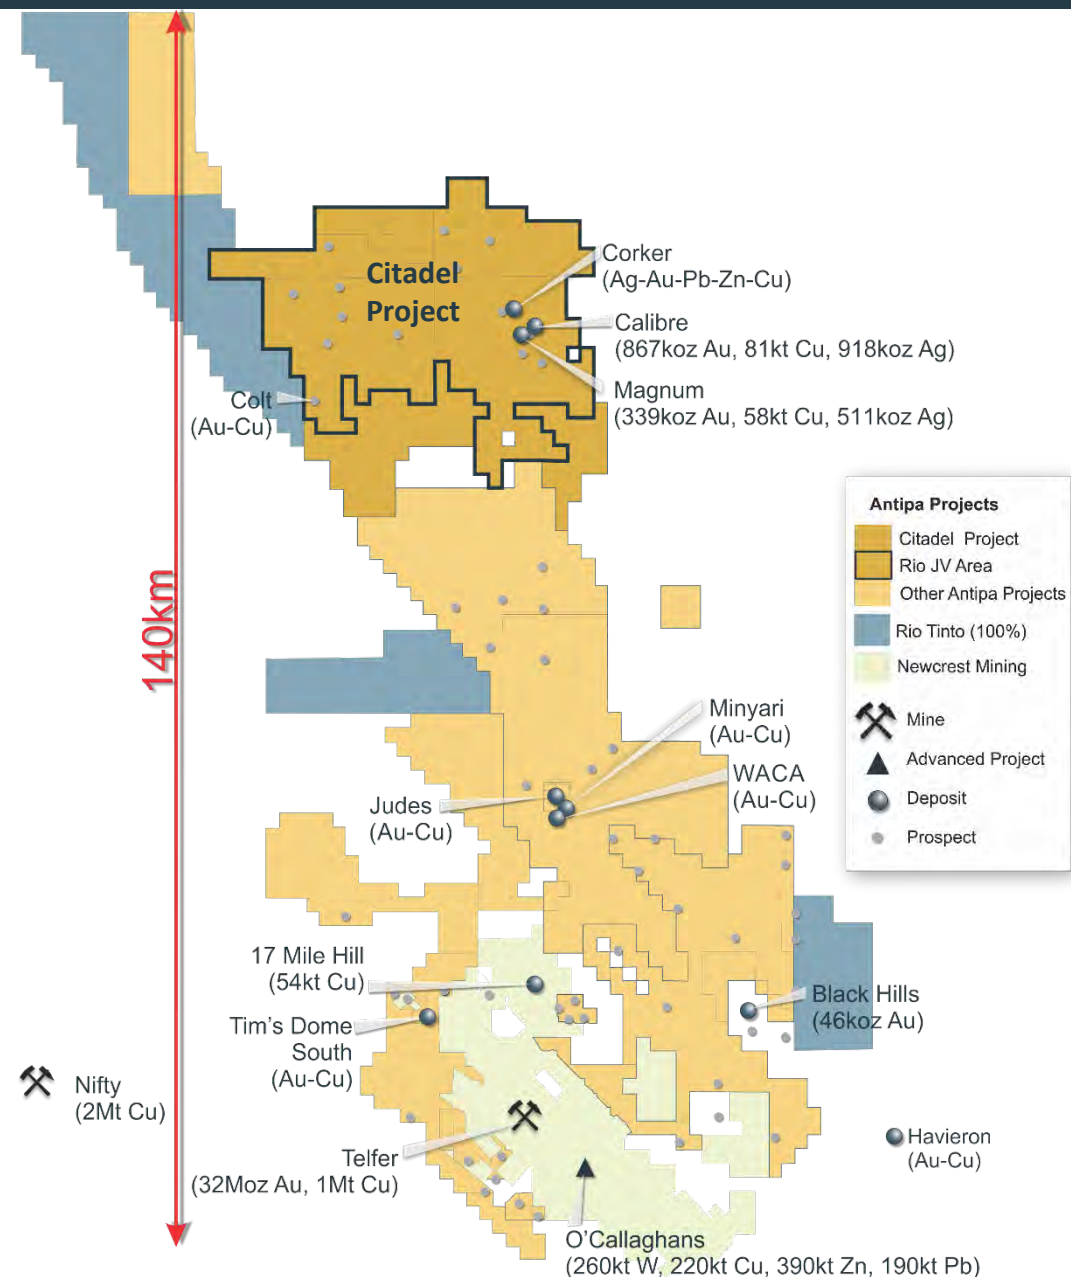 Citadel
Project
Corker
(Ag-Au-Pb-Zn-Cu)
Calibre
(867koz Au, 81kt Cu, 918koz Ag)
Magnum
(339koz Au, 58kt Cu, 511koz Ag)
Colt
(Au-Cu)
140km
Antipa Projects
Citadel Project
Rio JV Area
Other Antipa Projects
Rio Tinto (100%)
Newcrest Mining
Mine
Advanced Project
Deposit
Prospect
Minyari
(Au-Cu)
WACA
(Au-Cu)
Judes
(Au-Cu)
17 Mile Hill
(54kt Cu)
Tim's Dome
South
(Au-Cu)
Black Hills
(46koz Au)
Nifty
(2Mt Cu)
Telfer
(32Moz Au, 1Mt Cu)
Havieron
(Au-Cu)
O'Callaghans
(260kt W, 220kt Cu, 390kt Zn, 190kt Pb)